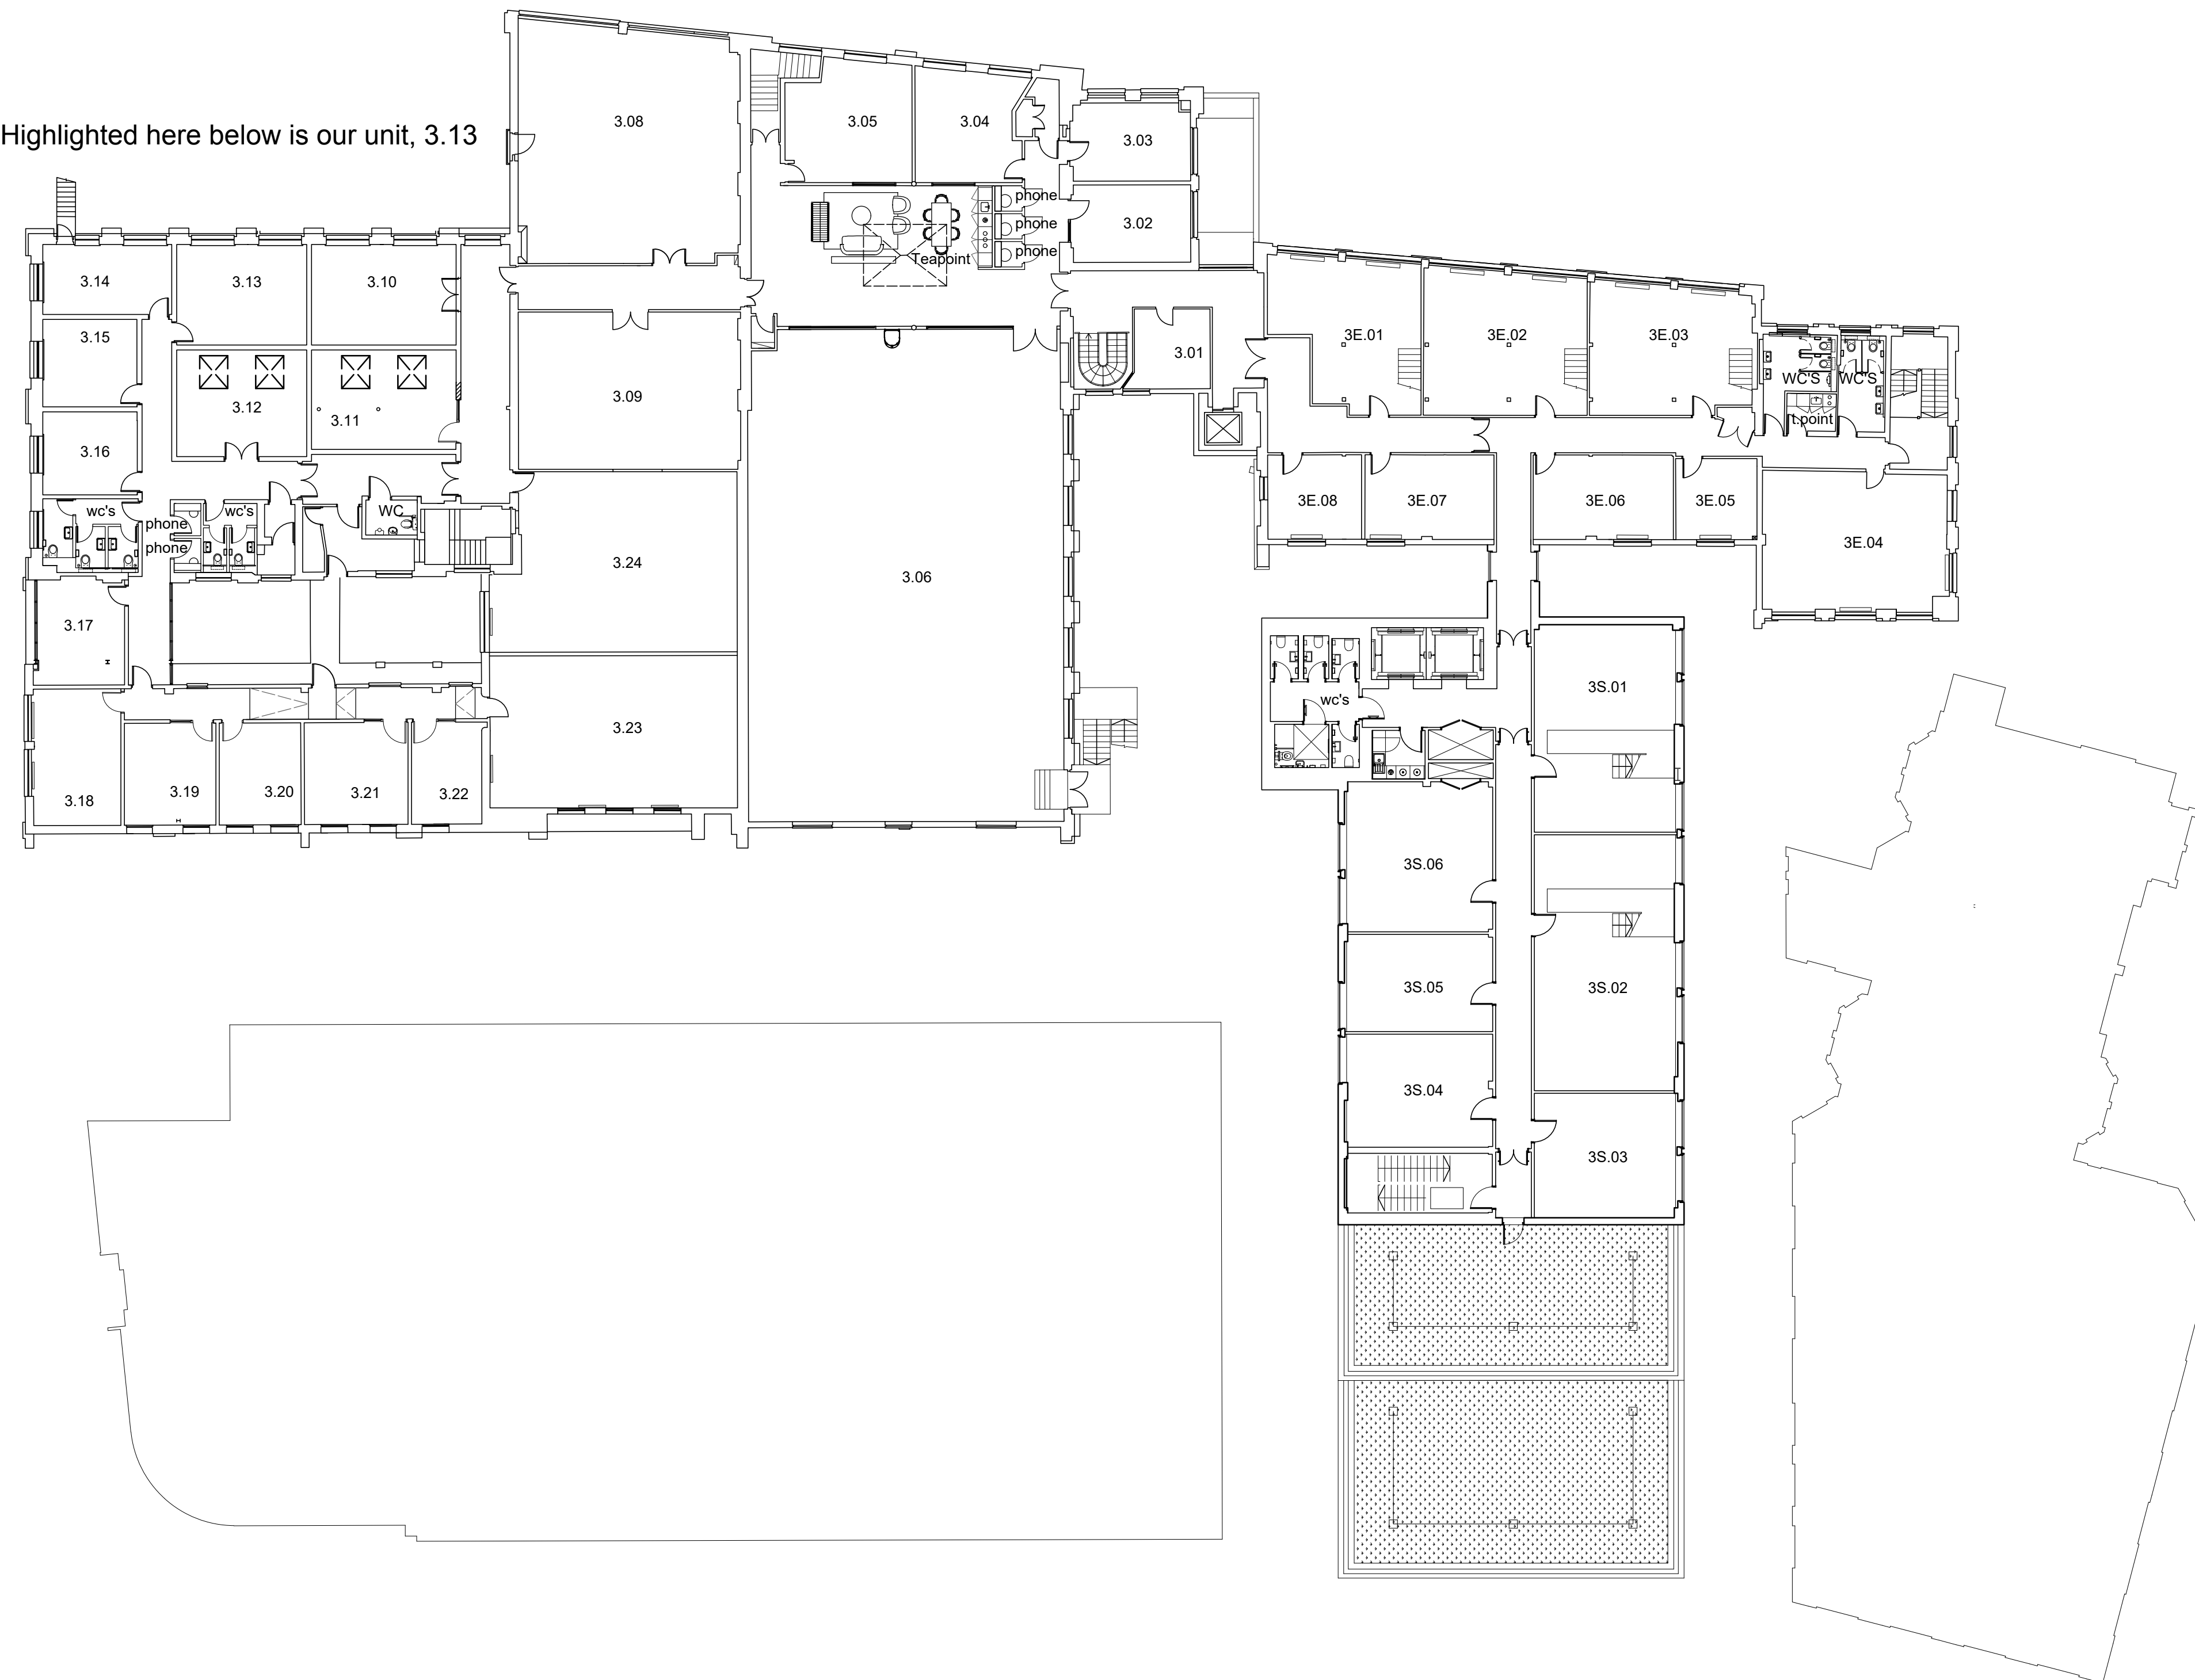 Highlighted here below is our unit, 3.13
3.08
3.05
3.04
3.03
3.02
phone
phone
phone
Teapoint
3.14
3.13
3.10
3.15
3.12
3.11
3.16
3.09
3.01
3E.01
3E.02
3E.03
WC'S
WC'S
t.point
wc's
phone
phone
wc's
WC
3E.08
3E.07
3E.06
3E.05
3E.04
3.24
3.06
3.17
3.23
3.18
3.19
3.20
3.21
3.22
wc's
3S.01
3S.06
3S.05
3S.02
3S.04
3S.03